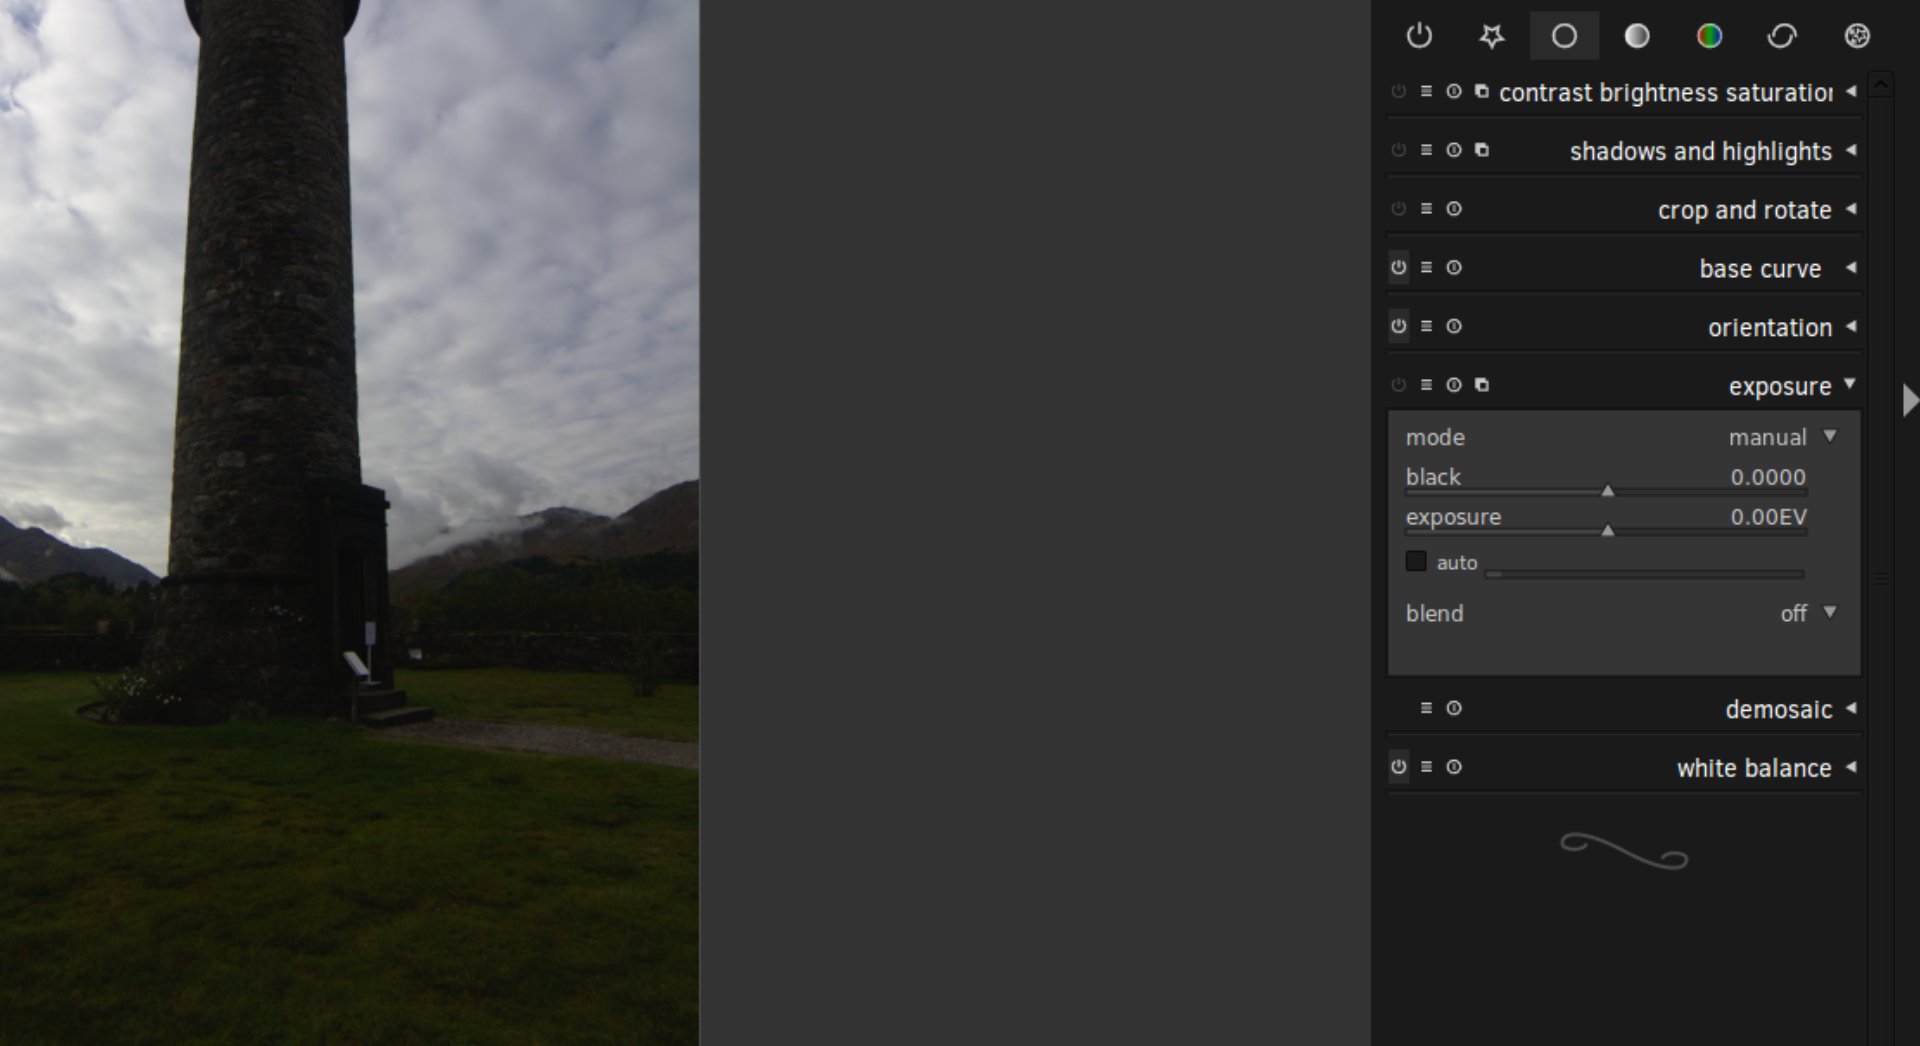 contrast brightness saturation
shadows and highlights
crop and rotate
base curve
orientation
exposure
mode manual
black 0.0000
exposure 0.00EV
auto
blend off
demosaic
white balance